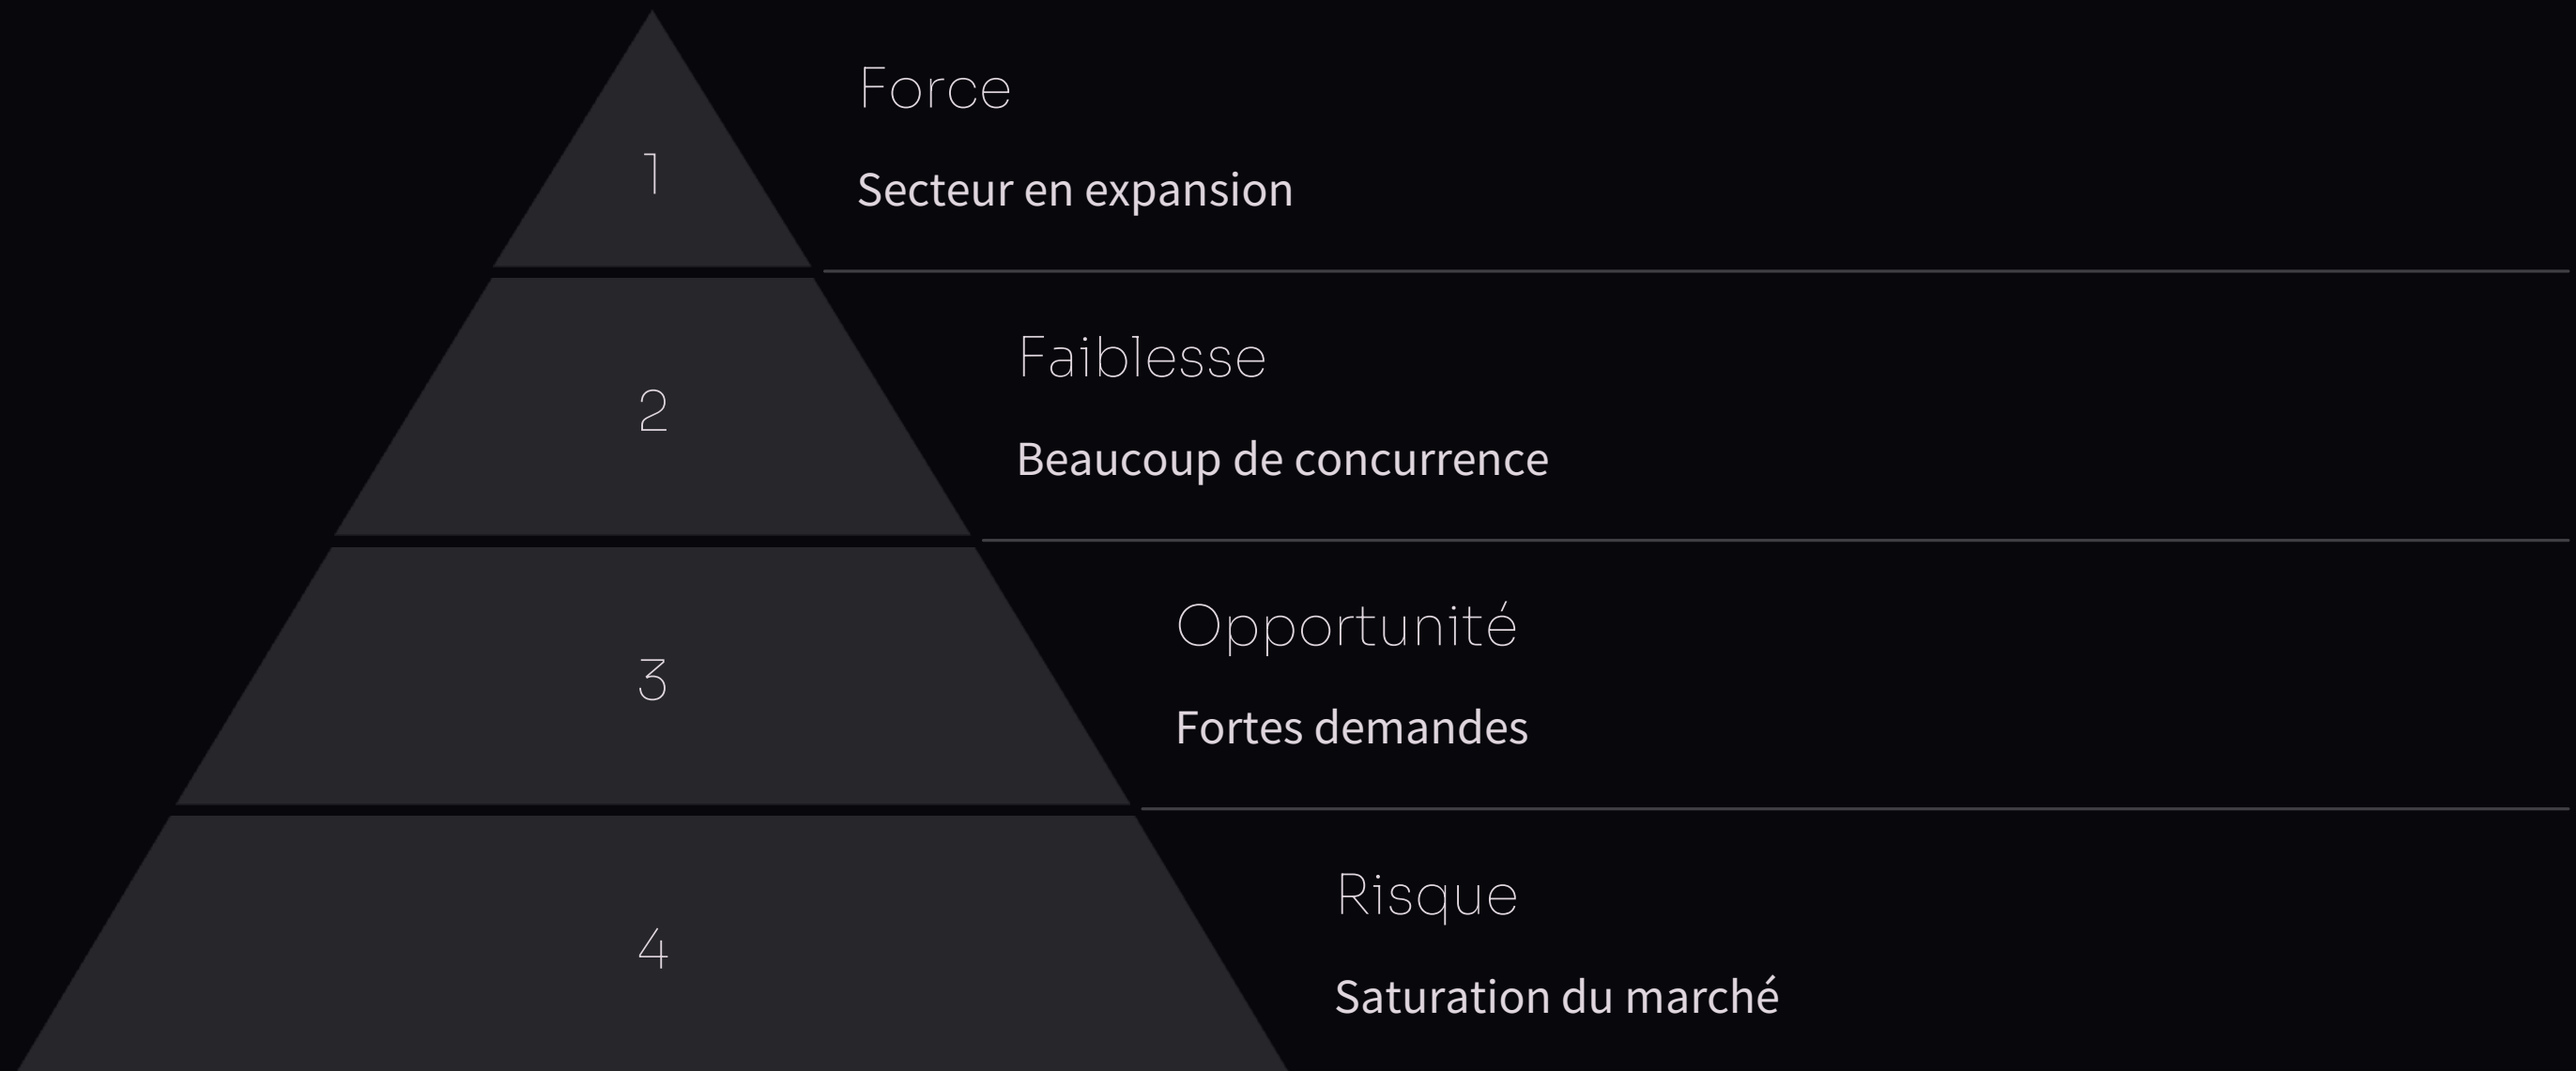 1
Force
Secteur en expansion
2
Faiblesse
Beaucoup de concurrence
3
Opportunité
Fortes demandes
4
Risque
Saturation du marché